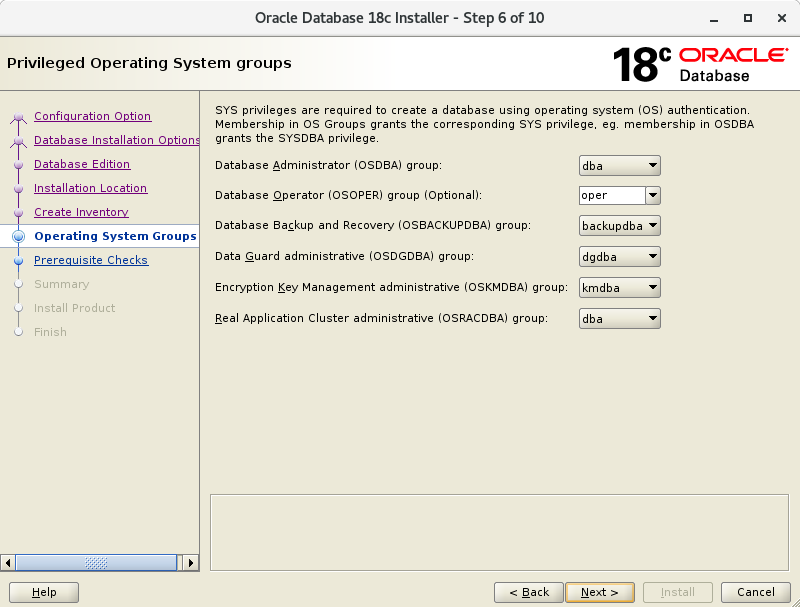 Oracle Database 18c Installer - Step 6 of 10
Privileged Operating System groups
18c ORACLE
Database
Configuration Option
Database Installation Options
Database Edition
Installation Location
Create Inventory
Operating System Groups
Prerequisite Checks
Summary
Install Product
Finish
SYS privileges are required to create a database using operating system (OS) authentication.
Membership in OS Groups grants the corresponding SYS privilege, eg. membership in OSDBA
grants the SYSDBA privilege.
Database Administrator (OSDBA) group: dba
Database Operator (OSOPER) group (Optional): oper
Database Backup and Recovery (OSBACKUPDBA) group: backupdba
Data Guard administrative (OSDGDBA) group: dgdba
Encryption Key Management administrative (OSKMDBA) group: kmdba
Real Application Cluster administrative (OSRACDBA) group: dba
Help < Back Next > Install Cancel